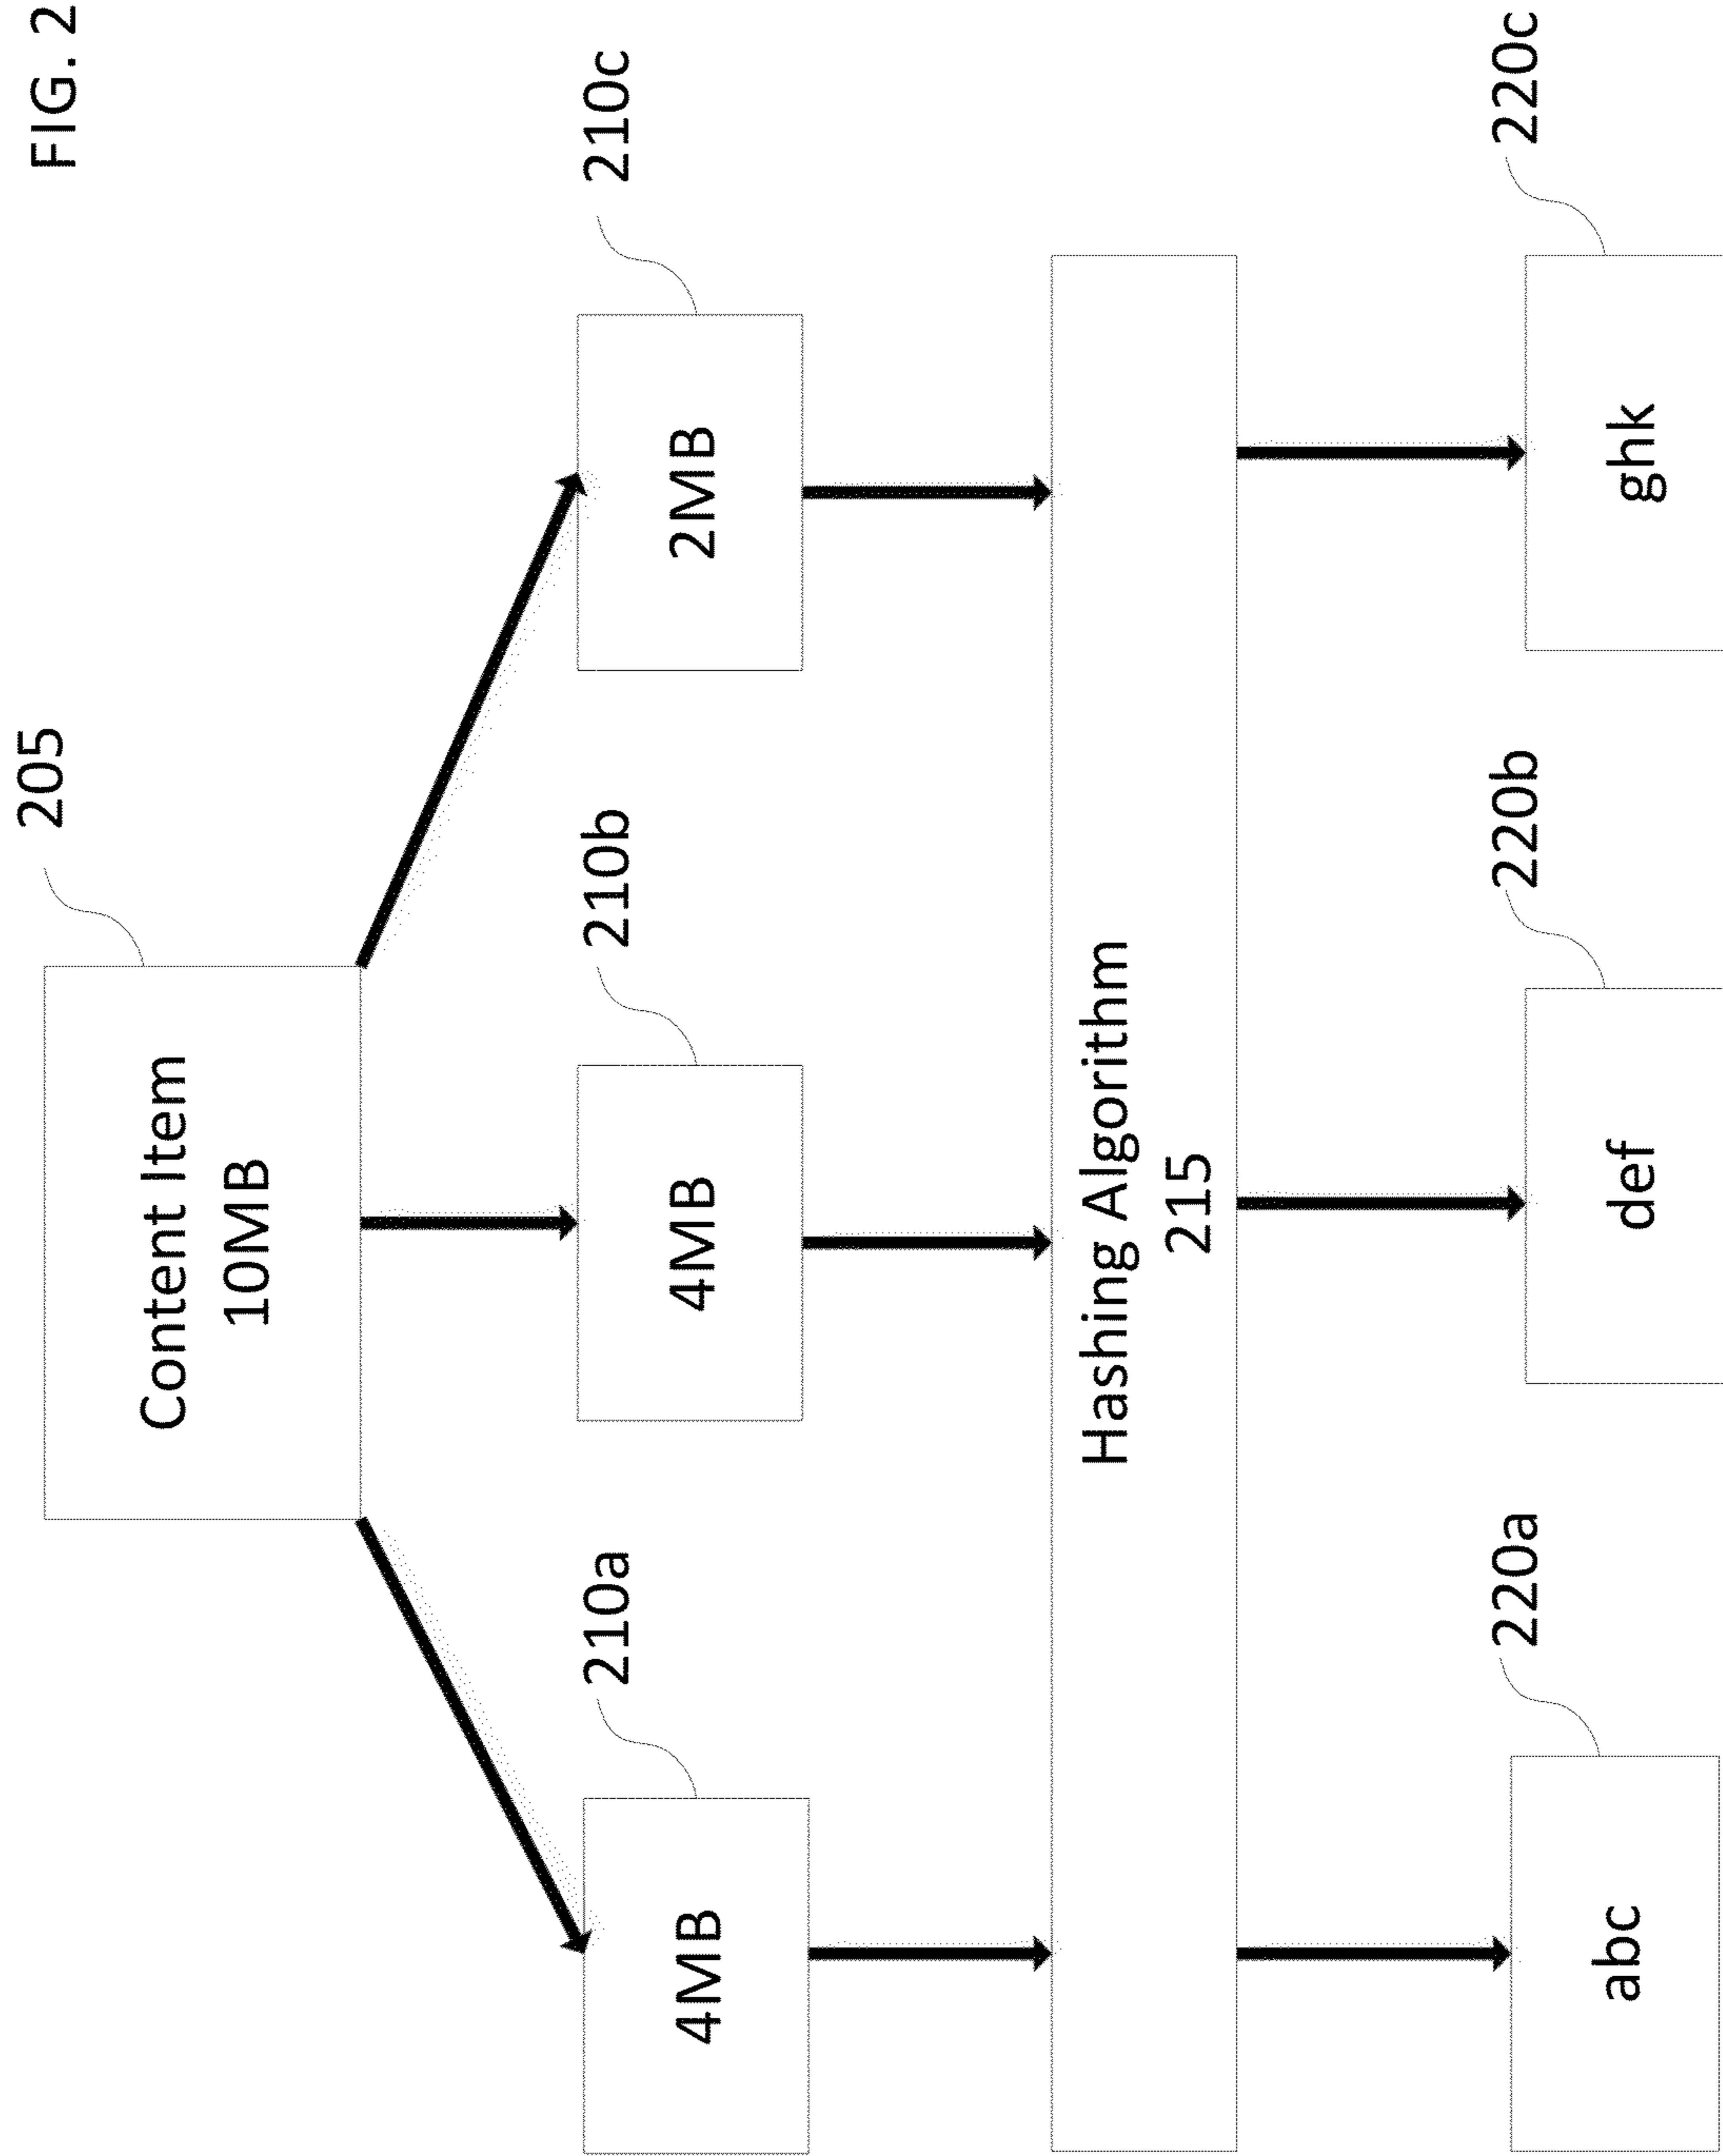 FIG. 2
205
Content Item
10MB
210a
210b
210c
4MB
4MB
2MB
Hashing Algorithm
215
220a
220b
220c
abc
def
ghk